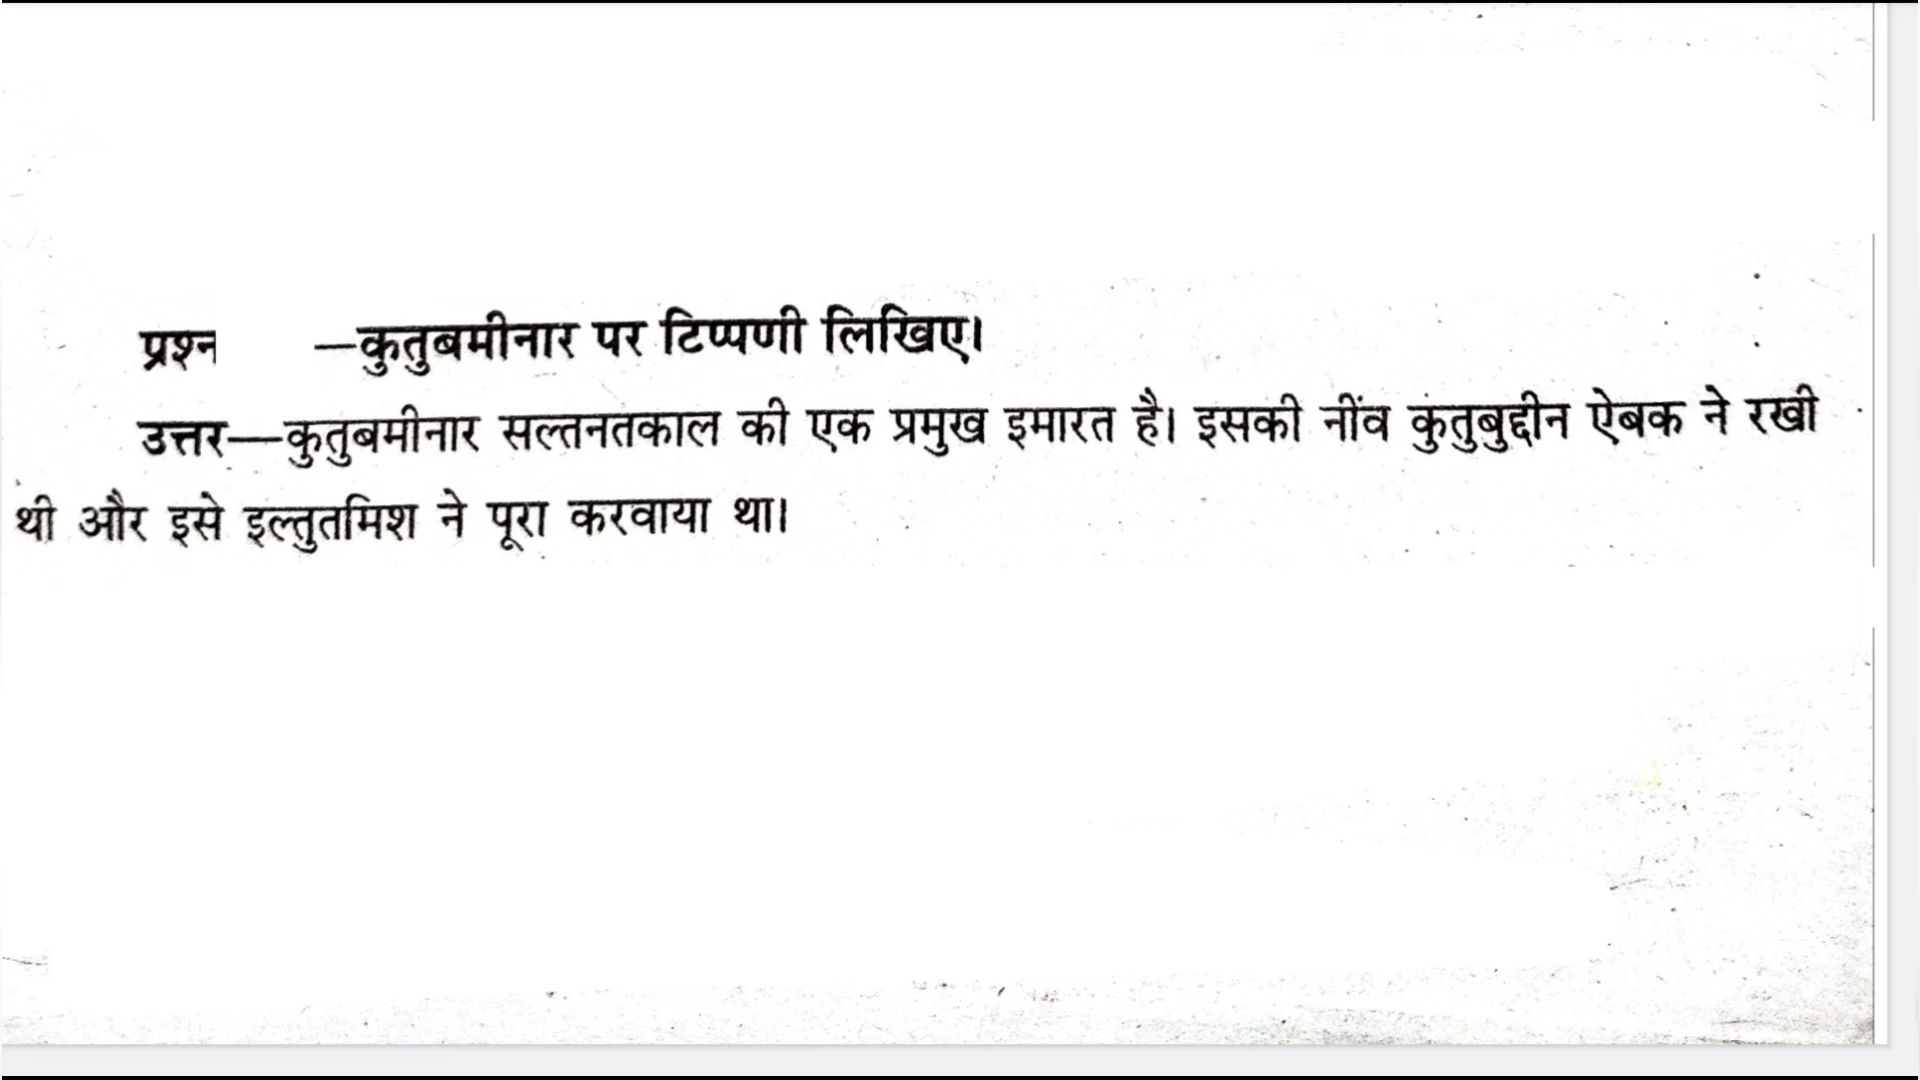 प्रश्न —कुतुबमीनार पर टिप्पणी लिखिए।
उत्तर—कुतुबमीनार सल्तनतकाल की एक प्रमुख इमारत है। इसकी नींव कुतुबुद्दीन ऐबक ने रखी
थी और इसे इल्तुतमिश ने पूरा करवाया था।